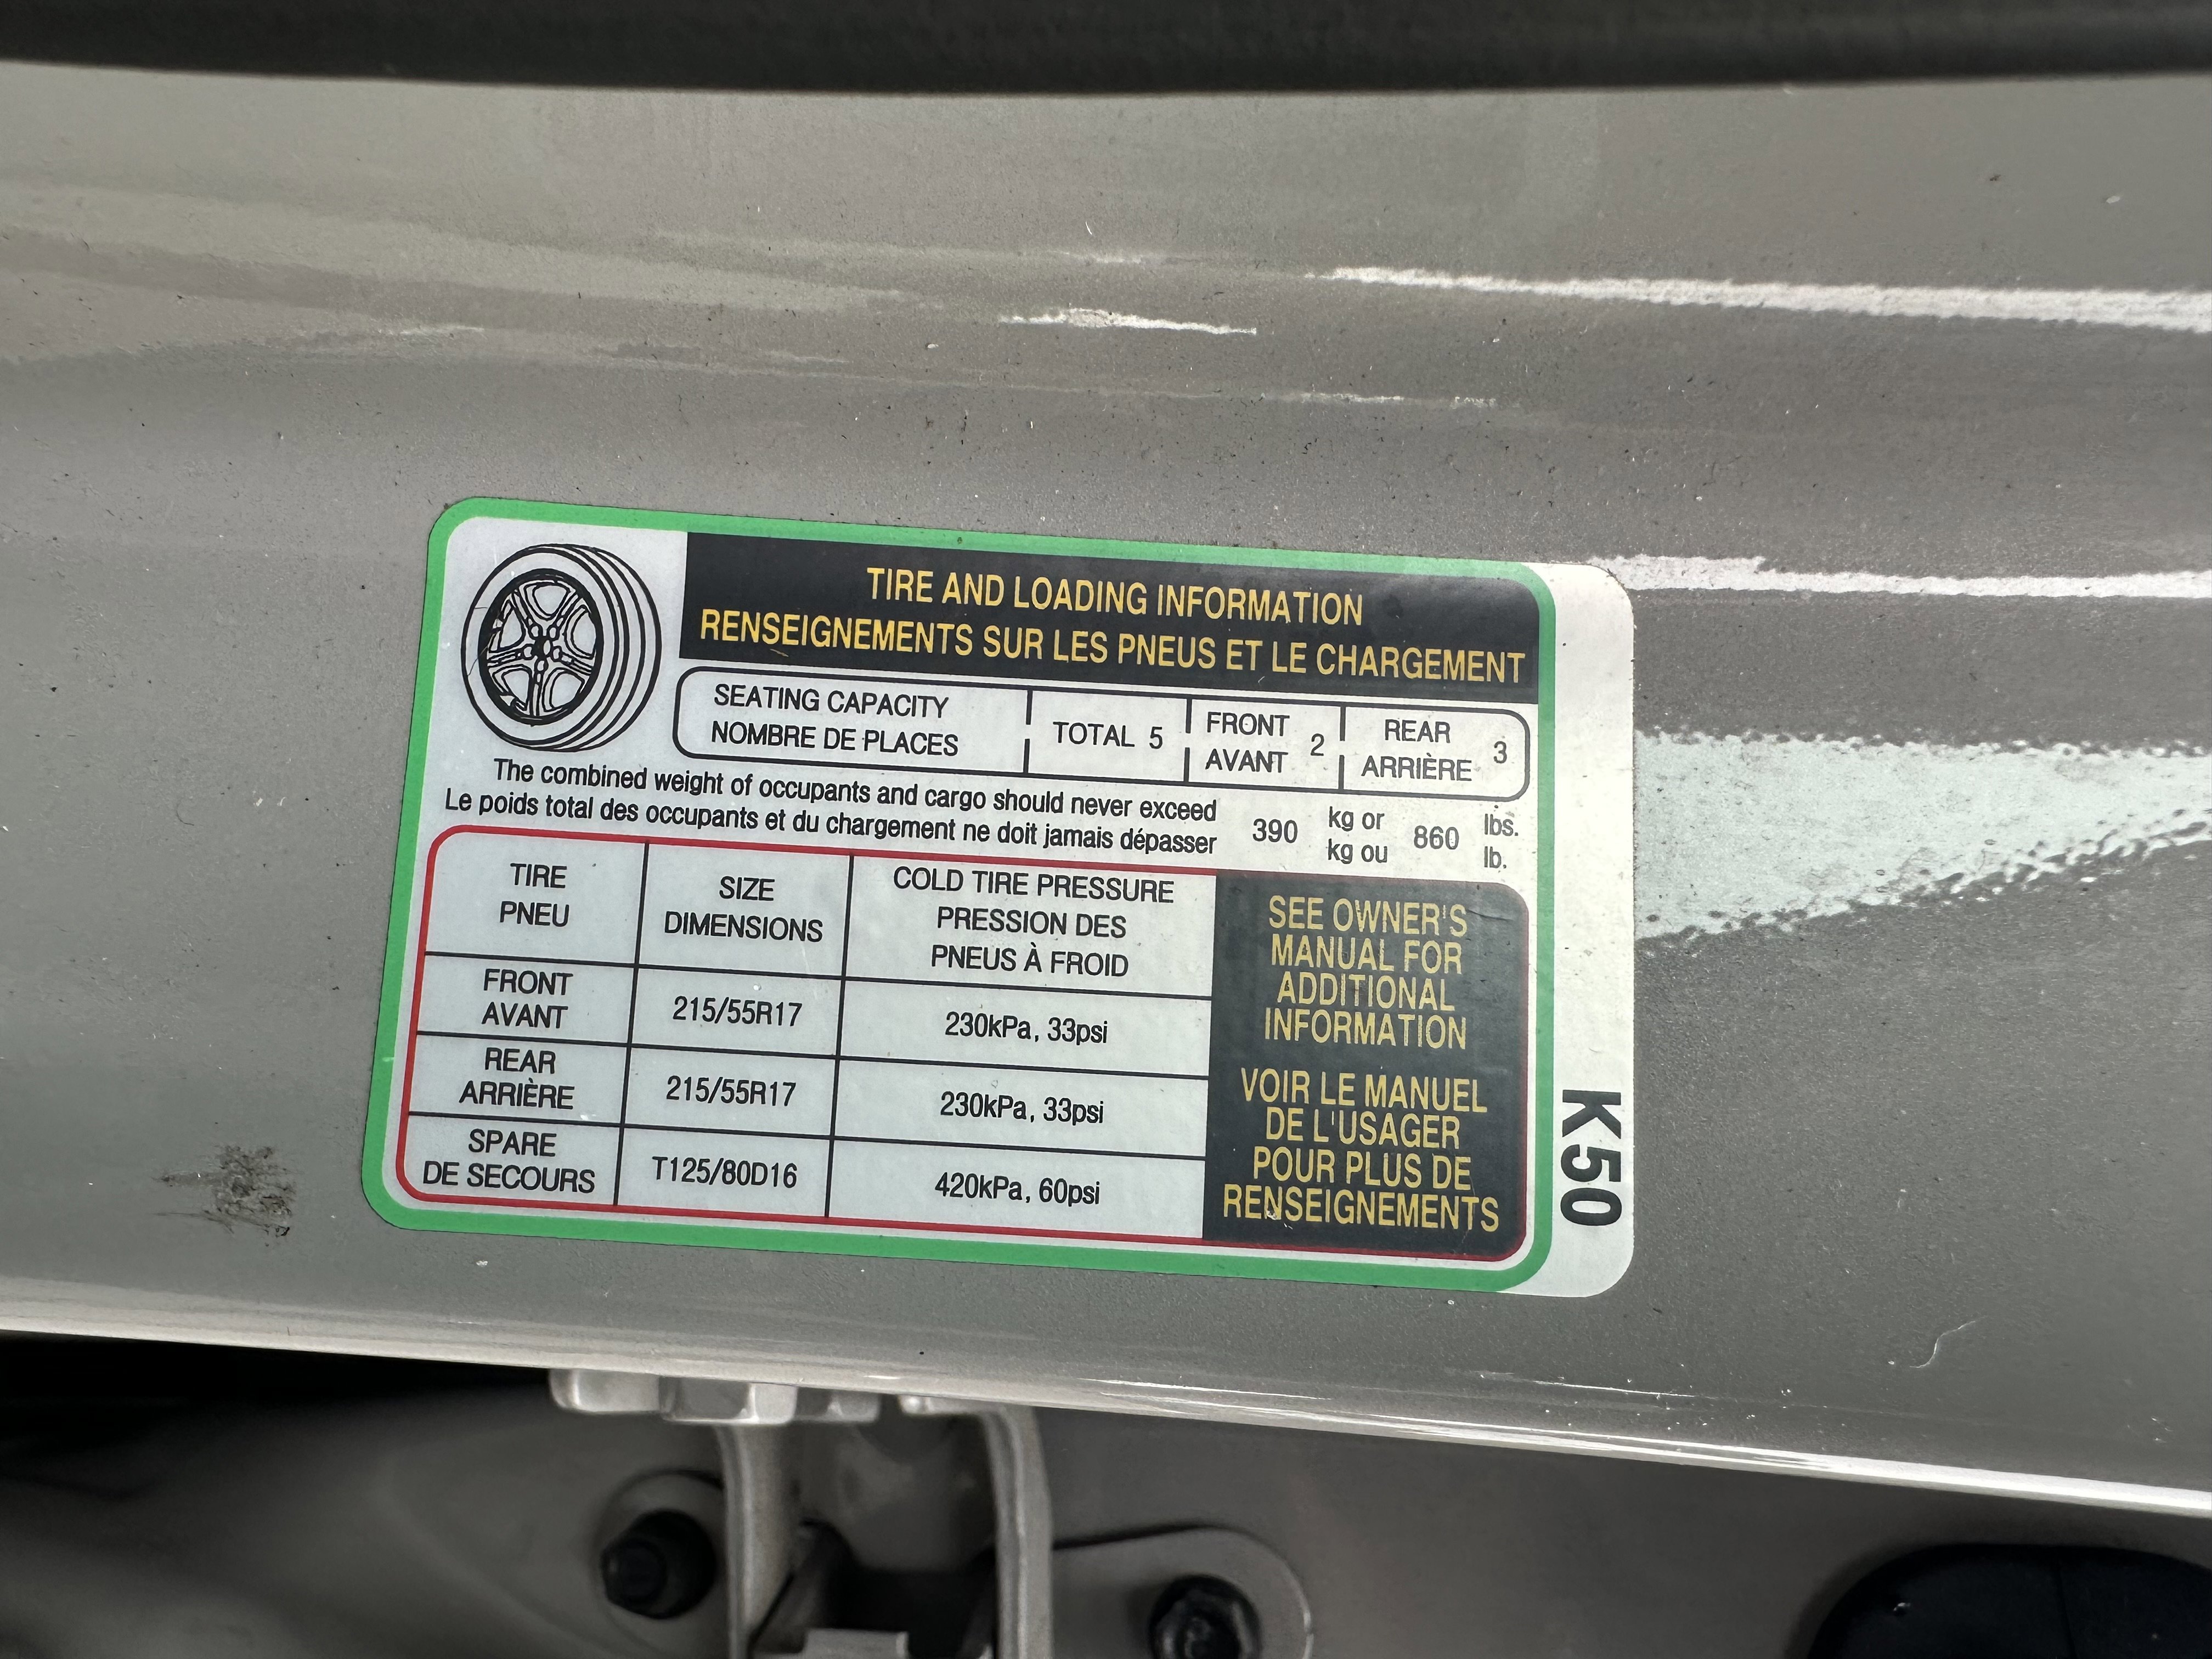 TIRE AND LOADING INFORMATION
RENSEIGNEMENTS SUR LES PNEUS ET LE CHARGEMENT
SEATING CAPACITY
NOMBRE DE PLACES
TOTAL 5
FRONT
AVANT
2
REAR
ARRIÈRE
3
The combined weight of occupants and cargo should never exceed
Le poids total des occupants et du chargement ne doit jamais dépasser
390
kg or
kg ou
860
lbs.
lb.
TIRE
PNEU
SIZE
DIMENSIONS
COLD TIRE PRESSURE
PRESSION DES
PNEUS À FROID
FRONT
AVANT
215/55R17
230kPa, 33psi
REAR
ARRIÈRE
215/55R17
230kPa, 33psi
SPARE
DE SECOURS
T125/80D16
420kPa, 60psi
SEE OWNER'S
MANUAL FOR
ADDITIONAL
INFORMATION
VOIR LE MANUEL
DE L'USAGER
POUR PLUS DE
RENSEIGNEMENTS
K50